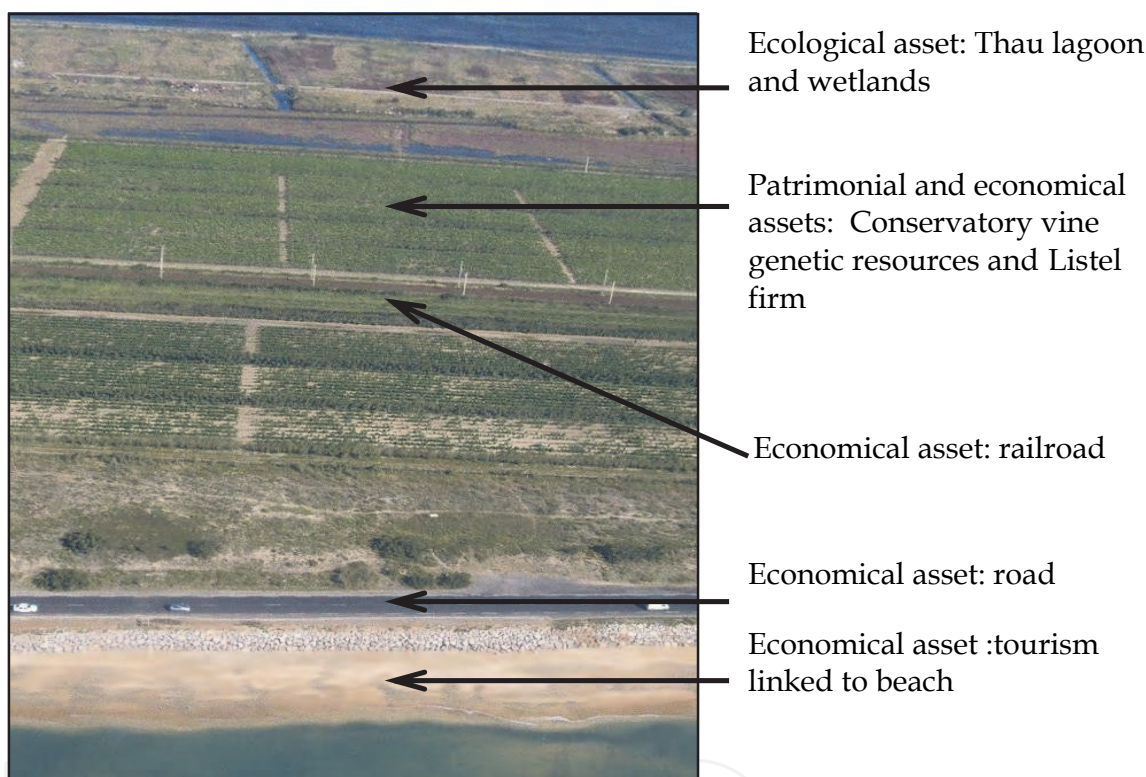 Ecological asset: Thau lagoon
and wetlands
Patrimonial and economical
assets: Conservatory vine
genetic resources and Listel
firm
Economical asset: railroad
Economical asset: road
Economical asset :tourism
linked to beach